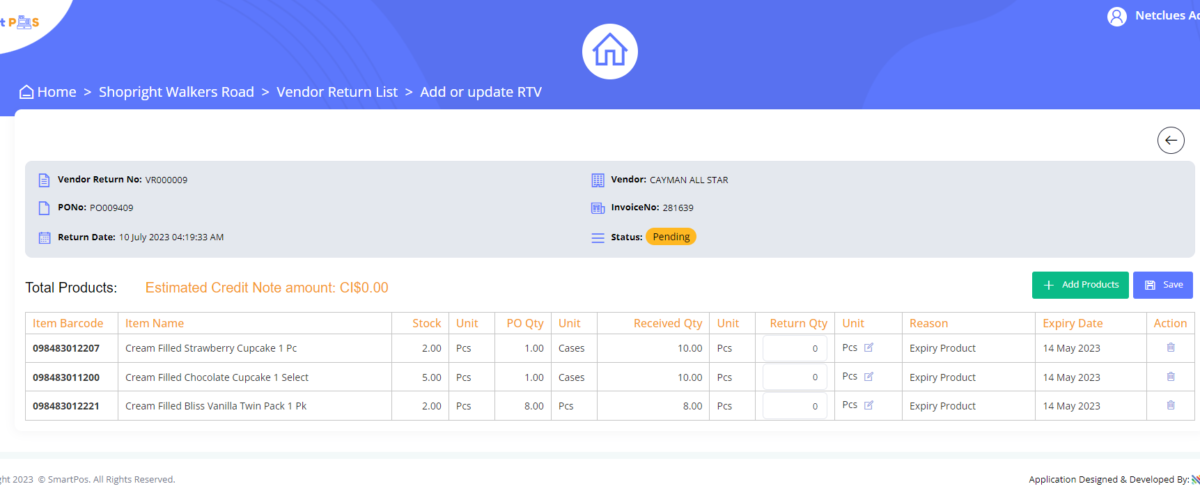 t POS
Netclues Ac
Home > Shopright Walkers Road > Vendor Return List > Add or update RTV
Vendor Return No: VR000009 Vendor: CAYMAN ALL STAR
PONo: PO009409 InvoiceNo: 281639
Return Date: 10 July 2023 04:19:33 AM Status: Pending
Total Products: Estimated Credit Note amount: CI$0.00 Add Products Save
Item Barcode Item Name Stock Unit PO Qty Unit Received Qty Unit Return Qty Unit Reason Expiry Date Action
098483012207 Cream Filled Strawberry Cupcake 1 Pc 2.00 Pcs 1.00 Cases 10.00 Pcs 0 Pcs Expiry Product 14 May 2023
098483011200 Cream Filled Chocolate Cupcake 1 Select 5.00 Pcs 1.00 Cases 10.00 Pcs 0 Pcs Expiry Product 14 May 2023
098483012221 Cream Filled Bliss Vanilla Twin Pack 1 Pk 2.00 Pcs 8.00 Pcs 8.00 Pcs 0 Pcs Expiry Product 14 May 2023
ght 2023 © SmartPos. All Rights Reserved. Application Designed & Developed By: